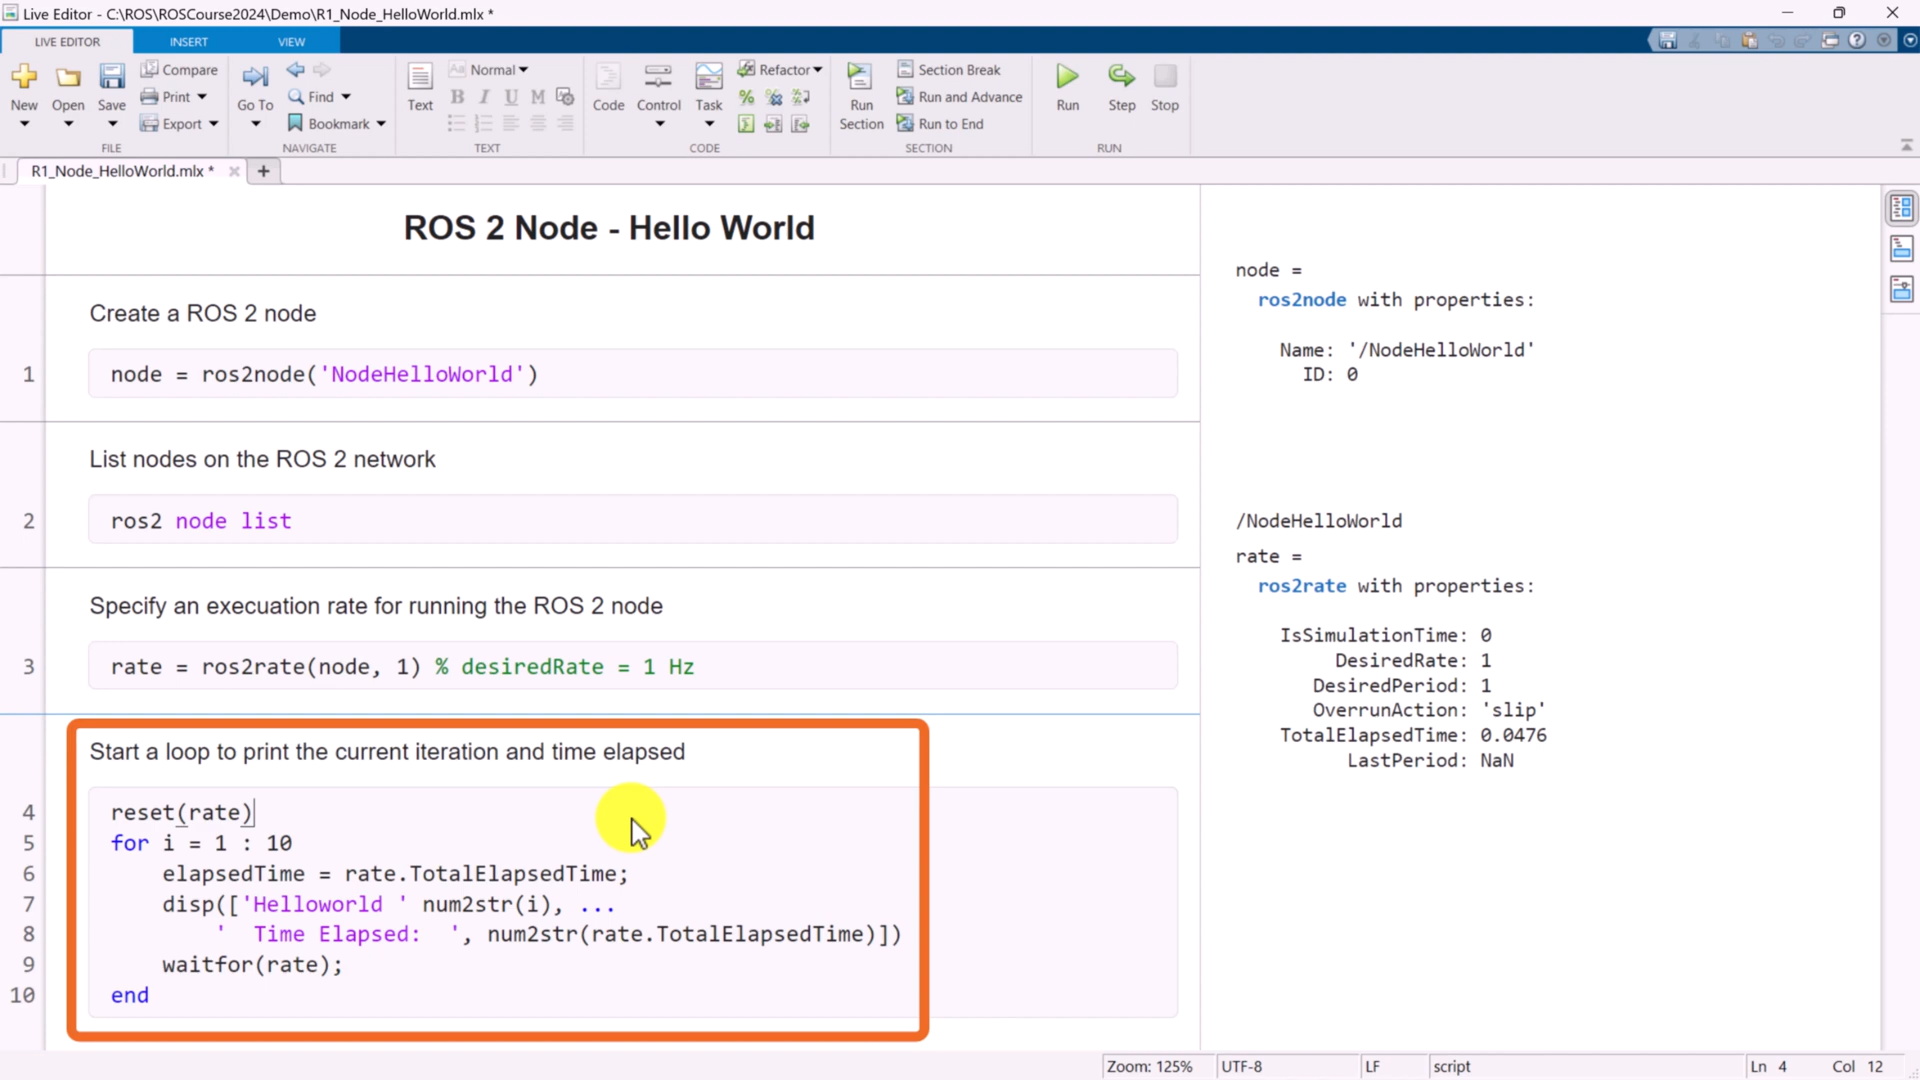 Live Editor - C:\ROS\ROSCourse2024\Demo\R1_Node_HelloWorld.mlx *
LIVE EDITOR INSERT VIEW
New Open Save Compare Print Export
FILE
Go To Find Bookmark
NAVIGATE
Text Aa Normal
B I U M
TEXT
Code Control Task Refactor
CODE
Run Section Section Break
Run and Advance
Run to End
SECTION
Run Step Stop
RUN
R1_Node_HelloWorld.mlx *
ROS 2 Node - Hello World
Create a ROS 2 node
1 node = ros2node('NodeHelloWorld')
List nodes on the ROS 2 network
2 ros2 node list
Specify an execuation rate for running the ROS 2 node
3 rate = ros2rate(node, 1) % desiredRate = 1 Hz
Start a loop to print the current iteration and time elapsed
4 reset(rate)
5 for i = 1 : 10
6 elapsedTime = rate.TotalElapsedTime;
7 disp(['Helloworld ' num2str(i), ...
8 '  Time Elapsed:  ', num2str(rate.TotalElapsedTime)])
9 waitfor(rate);
10 end
node =
ros2node with properties:
Name: '/NodeHelloWorld'
ID: 0
/NodeHelloWorld
rate =
ros2rate with properties:
IsSimulationTime: 0
DesiredRate: 1
DesiredPeriod: 1
OverrunAction: 'slip'
TotalElapsedTime: 0.0476
LastPeriod: NaN
Zoom: 125% UTF-8 LF script Ln 4 Col 12